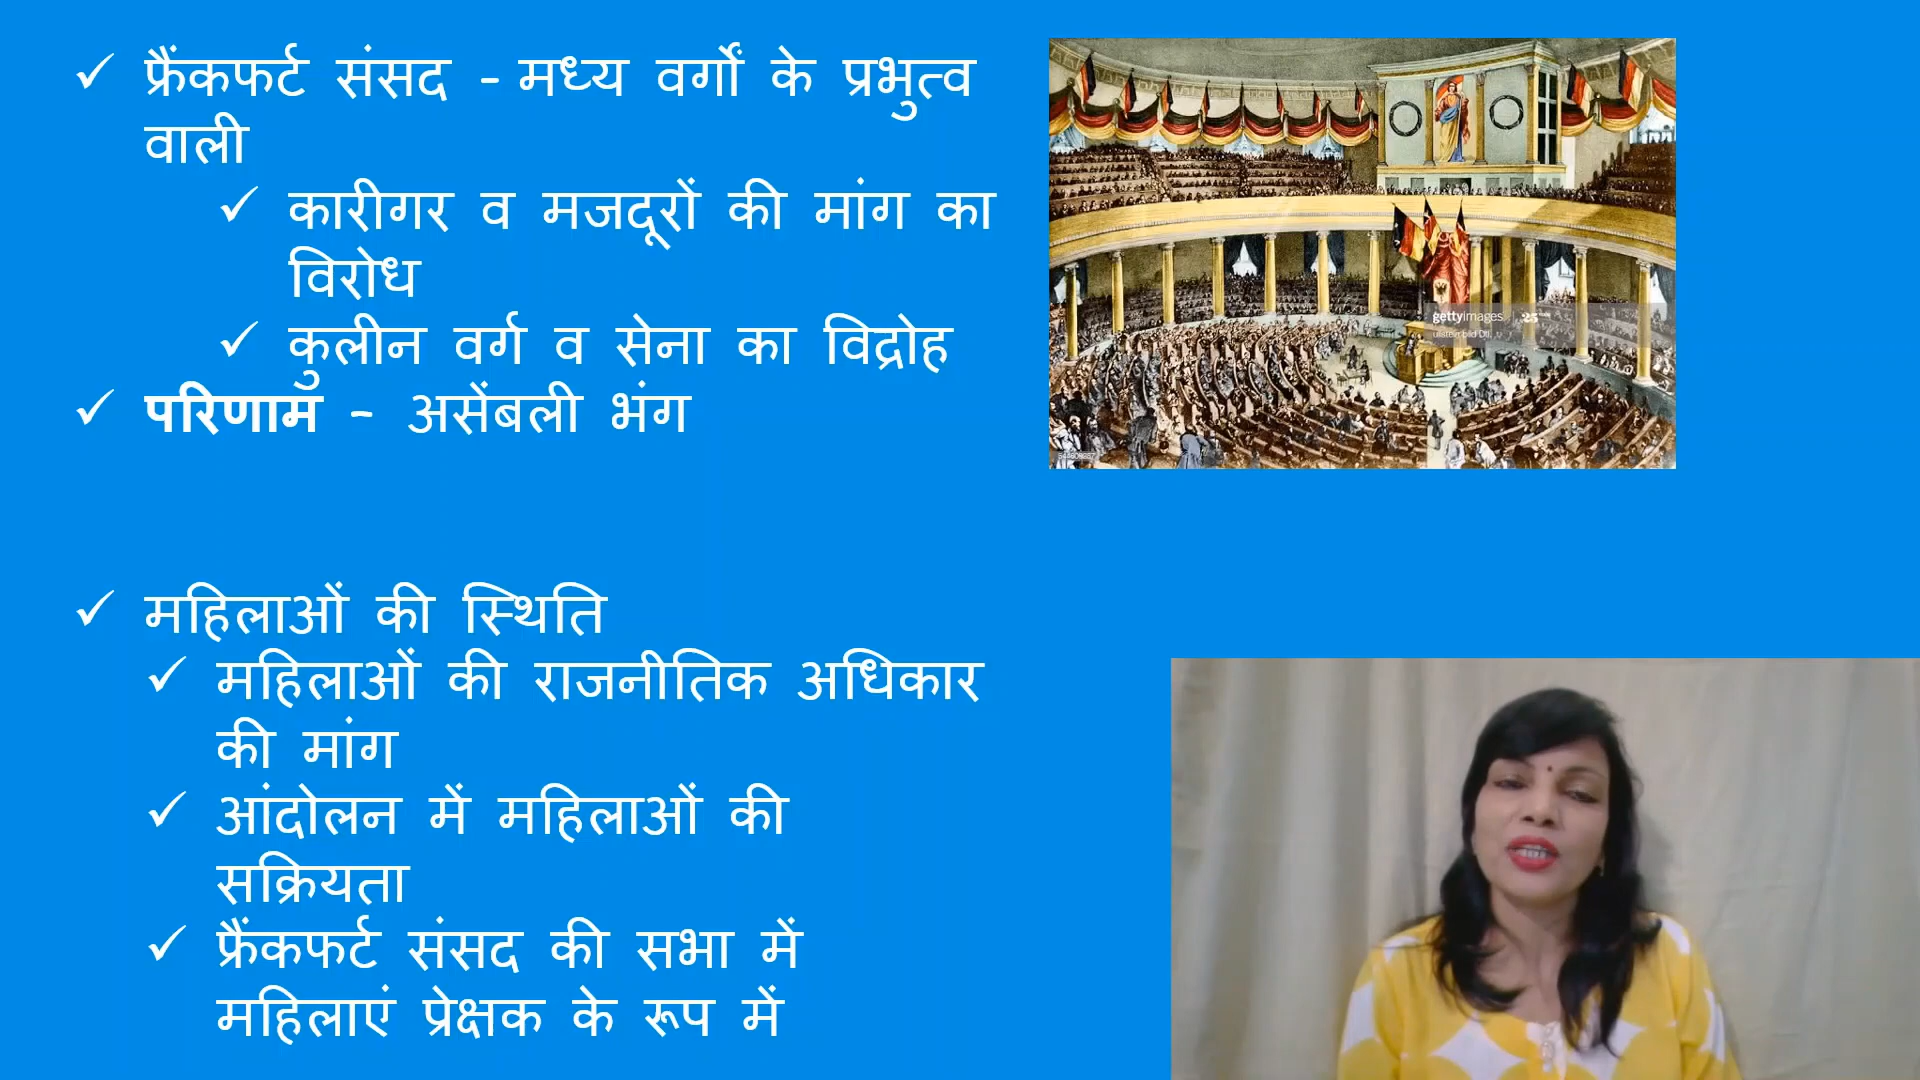 ✓ फ्रैंकफर्ट संसद - मध्य वर्गों के प्रभुत्व
वाली
✓ कारीगर व मजदूरों की मांग का
विरोध
✓ कुलीन वर्ग व सेना का विद्रोह
✓ परिणाम - असेंबली भंग
gettyimages
✓ महिलाओं की स्थिति
✓ महिलाओं की राजनीतिक अधिकार
की मांग
✓ आंदोलन में महिलाओं की
सक्रियता
✓ फ्रैंकफर्ट संसद की सभा में
महिलाएं प्रेक्षक के रूप में